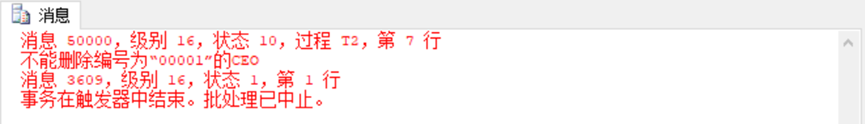 消息
消息 50000，级别 16，状态 10，过程 T2，第 7 行
不能删除编号为“00001”的CEO
消息 3609，级别 16，状态 1，第 1 行
事务在触发器中结束。批处理已中止。